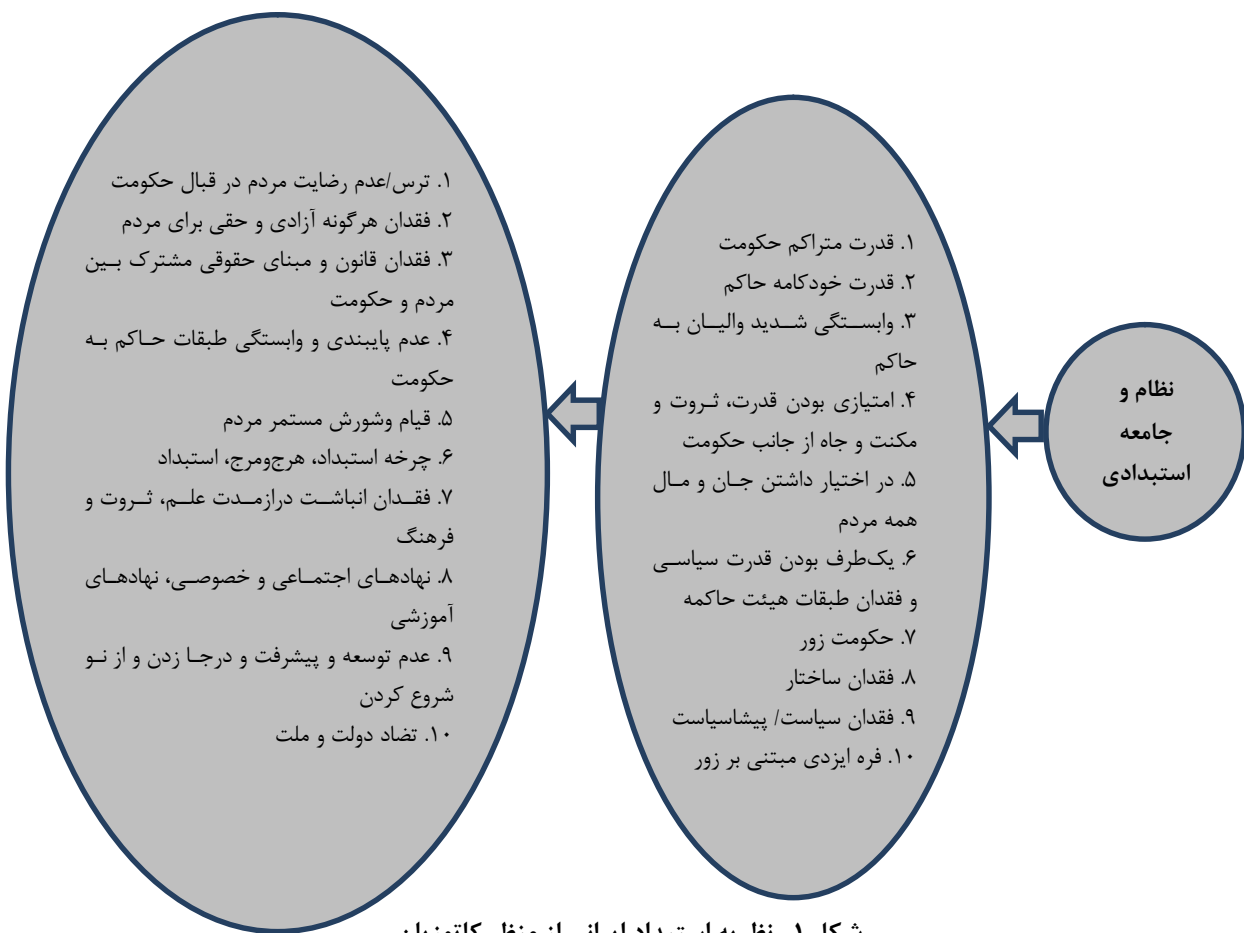 نظام و
جامعه
استبدادی
۱. قدرت متراکم حکومت
۲. قدرت خودکامه حاکم
۳. وابستگی شدید والیان به
حاکم
۴. امتیازی بودن قدرت، ثروت و
مکنت و جاه از جانب حکومت
۵. در اختیار داشتن جان و مال
همه مردم
۶. یک‌طرف بودن قدرت سیاسی
و فقدان طبقات هیئت حاکمه
۷. حکومت زور
۸. فقدان ساختار
۹. فقدان سیاست/ پیشاسیاست
۱۰. فره ایزدی مبتنی بر زور
۱. ترس/عدم رضایت مردم در قبال حکومت
۲. فقدان هرگونه آزادی و حقی برای مردم
۳. فقدان قانون و مبنای حقوقی مشترک بین
مردم و حکومت
۴. عدم پایبندی و وابستگی طبقات حاکم به
حکومت
۵. قیام وشورش مستمر مردم
۶. چرخه استبداد، هرج‌ومرج، استبداد
۷. فقدان انباشت درازمدت علم، ثروت و
فرهنگ
۸. نهادهای اجتماعی و خصوصی، نهادهای
آموزشی
۹. عدم توسعه و پیشرفت و درجا زدن و از نو
شروع کردن
۱۰. تضاد دولت و ملت